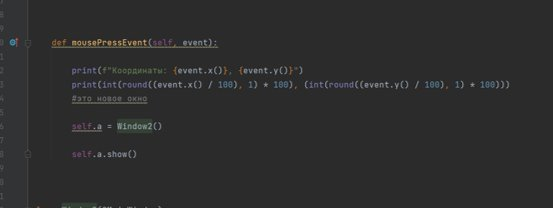 def mousePressEvent(self, event):
print(f"Координаты: {event.x()}, {event.y()}")
print(int(round((event.x() / 100), 1) * 100), (int(round((event.y() / 100), 1) * 100)))
#это новое окно
self.a = Window2()
self.a.show()